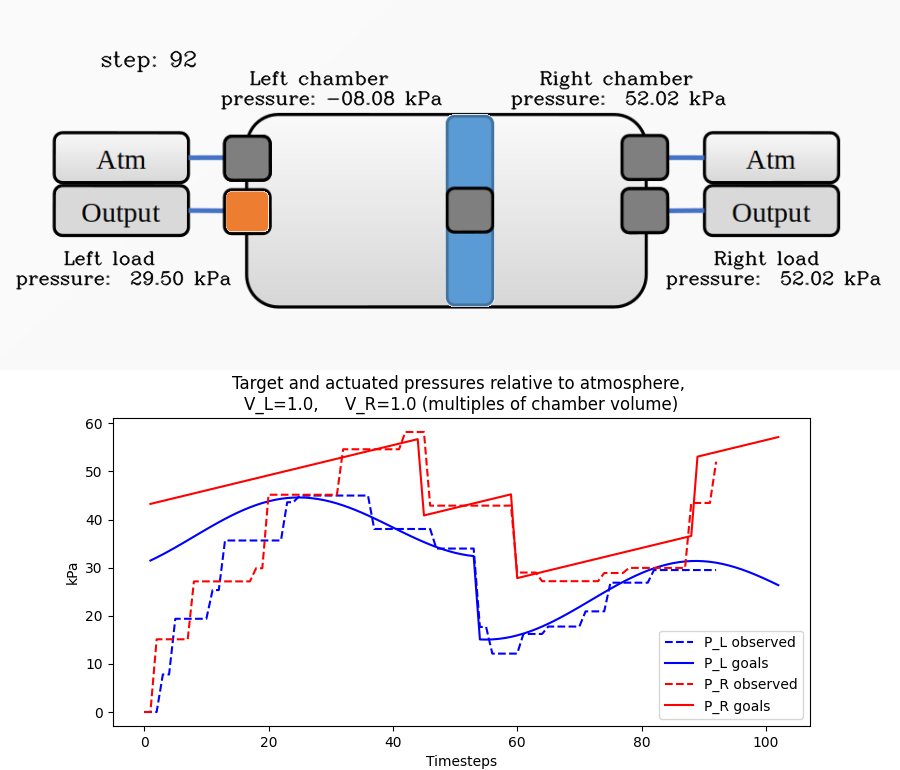 step: 92
Left chamber
pressure: −08.08 kPa
Right chamber
pressure: 52.02 kPa
Atm
Atm
Output
Output
Left load
pressure: 29.50 kPa
Right load
pressure: 52.02 kPa
Target and actuated pressures relative to atmosphere,
V_L=1.0, V_R=1.0 (multiples of chamber volume)
60
50
40
30
20
10
0
kPa
P_L observed
P_L goals
P_R observed
P_R goals
0 20 40 60 80 100
Timesteps